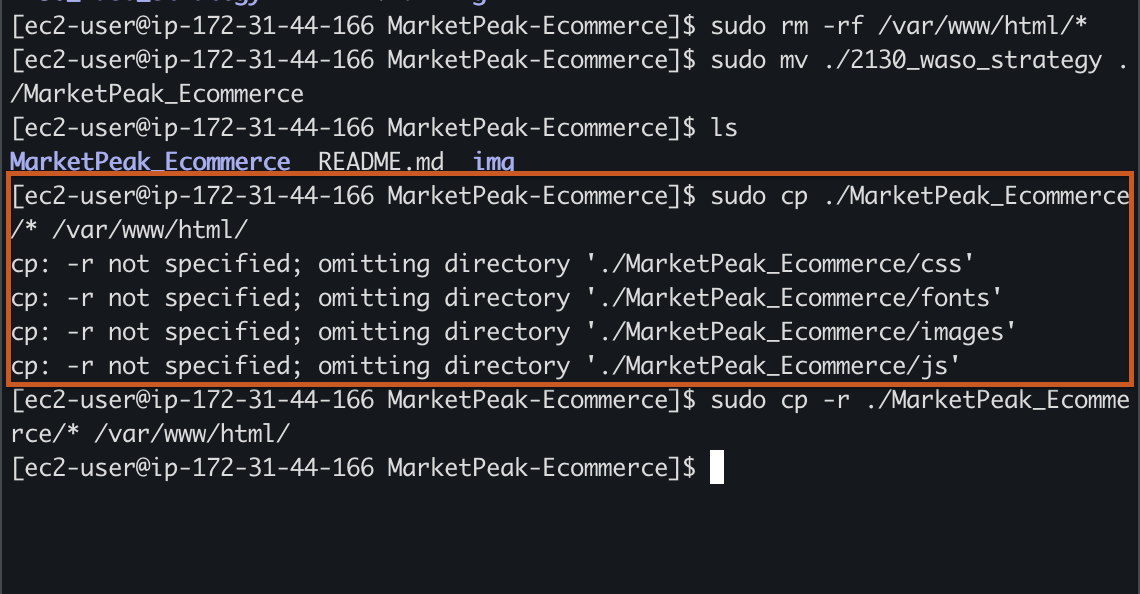 [ec2-user@ip-172-31-44-166 MarketPeak-Ecommerce]$ sudo rm -rf /var/www/html/*
[ec2-user@ip-172-31-44-166 MarketPeak-Ecommerce]$ sudo mv ./2130_waso_strategy .
/MarketPeak_Ecommerce
[ec2-user@ip-172-31-44-166 MarketPeak-Ecommerce]$ ls
MarketPeak_Ecommerce  README.md  img
[ec2-user@ip-172-31-44-166 MarketPeak-Ecommerce]$ sudo cp ./MarketPeak_Ecommerce
/* /var/www/html/
cp: -r not specified; omitting directory './MarketPeak_Ecommerce/css'
cp: -r not specified; omitting directory './MarketPeak_Ecommerce/fonts'
cp: -r not specified; omitting directory './MarketPeak_Ecommerce/images'
cp: -r not specified; omitting directory './MarketPeak_Ecommerce/js'
[ec2-user@ip-172-31-44-166 MarketPeak-Ecommerce]$ sudo cp -r ./MarketPeak_Ecomme
rce/* /var/www/html/
[ec2-user@ip-172-31-44-166 MarketPeak-Ecommerce]$